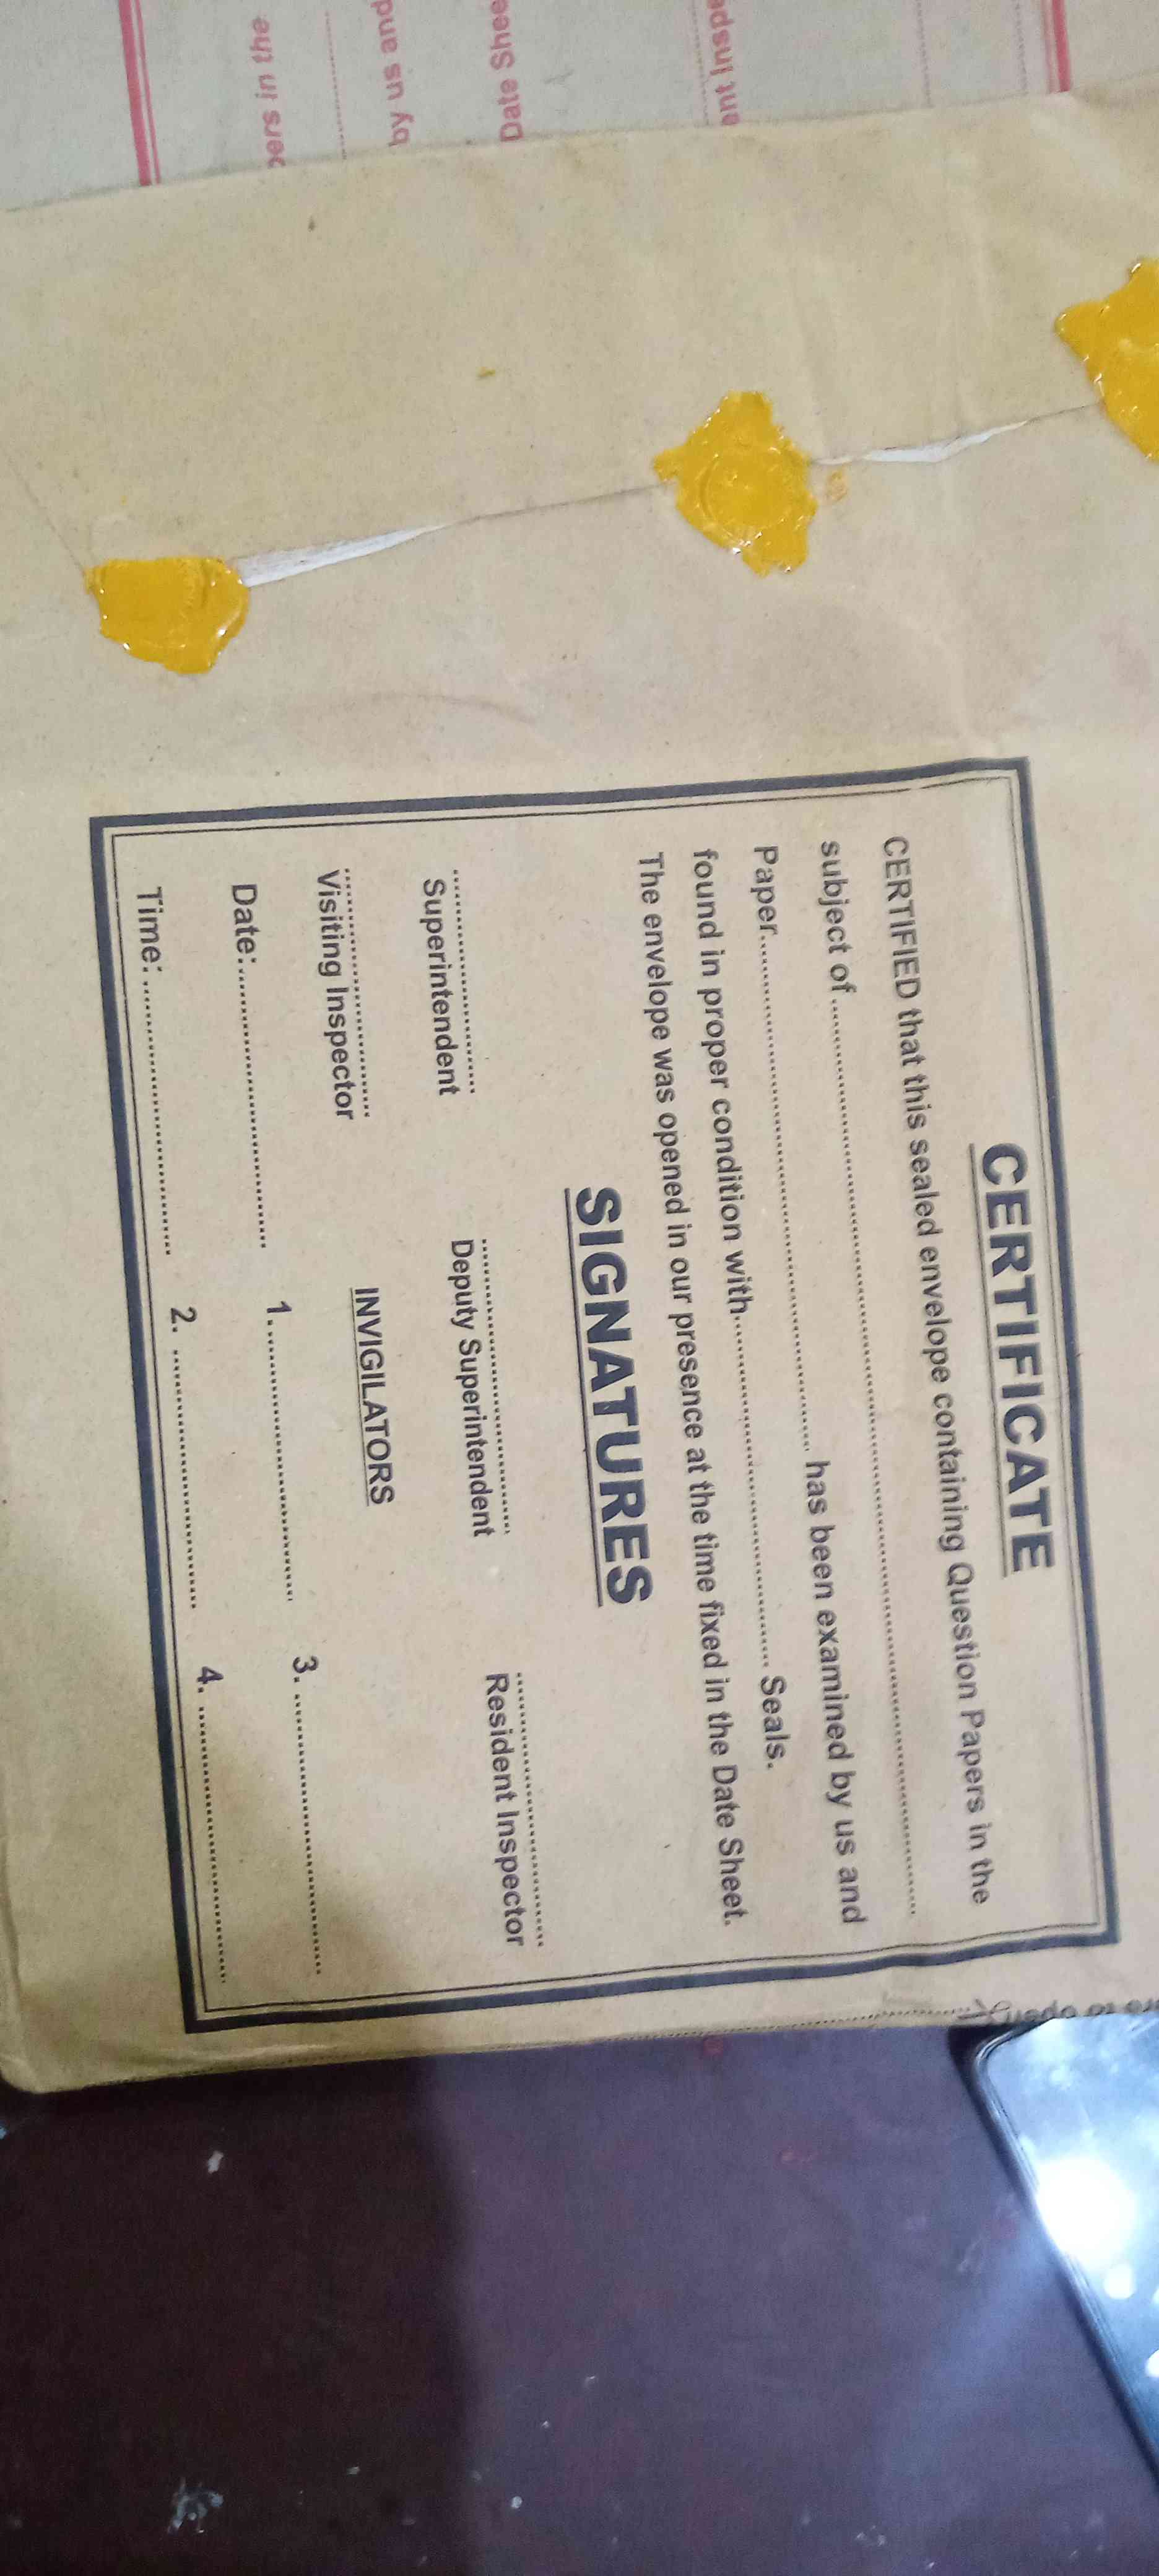 CERTIFICATE
CERTIFIED that this sealed envelope containing Question Papers in the
subject of ........................................................................
Paper........................................ has been examined by us and
found in proper condition with........................................ Seals.
The envelope was opened in our presence at the time fixed in the Date Sheet.
SIGNATURES
Superintendent Deputy Superintendent Resident Inspector
Visiting Inspector
INVIGILATORS
Date:.............................. 1.............................. 3. ..............................
Time:.............................. 2. .............................. 4. ..............................
Date Shee
by us and
in the